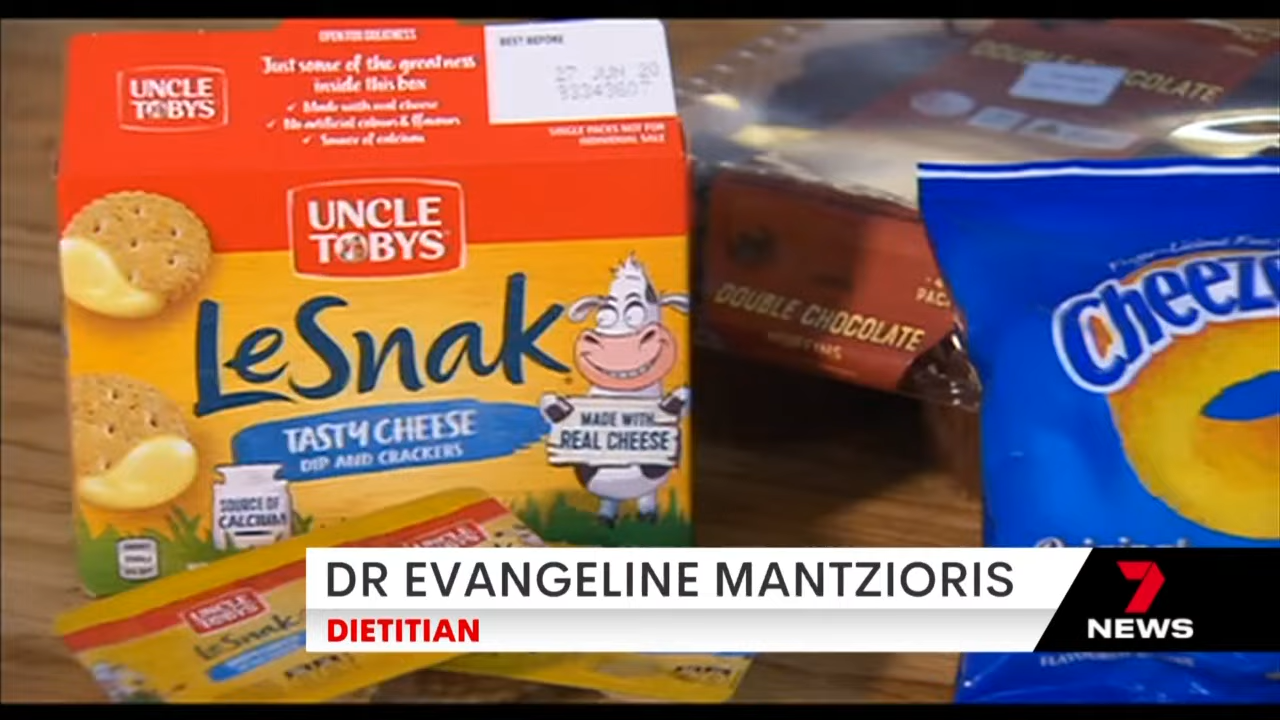 OPEN FOR GREATNESS
Just some of the greatness
inside this box
✓ Made with real cheese
✓ No artificial colours & flavours
✓ Source of calcium
BEST BEFORE
27 JUN 20
SINGLE PACKS NOT FOR
INDIVIDUAL SALE
UNCLE
TOBYS
UNCLE
TOBYS
LeSnak
TASTY CHEESE
DIP AND CRACKERS
MADE WITH
REAL CHEESE
SOURCE OF
CALCIUM
UNCLE
TOBYS
LeSnak
UNCLE
DOUBLE CHOCOLATE
DOUBLE CHOCOLATE
MUFFINS
Cheez
Original
DR EVANGELINE MANTZIORIS
DIETITIAN
7
NEWS